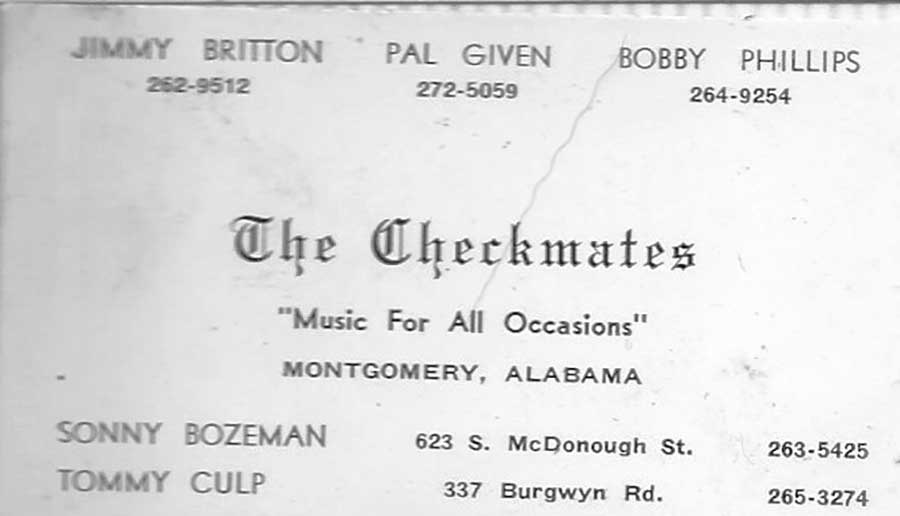 JIMMY BRITTON PAL GIVEN BOBBY PHILLIPS
262-9512 272-5059 264-9254
The Checkmates
"Music For All Occasions"
MONTGOMERY, ALABAMA
SONNY BOZEMAN 623 S. McDonough St. 263-5425
TOMMY CULP 337 Burgwyn Rd. 265-3274